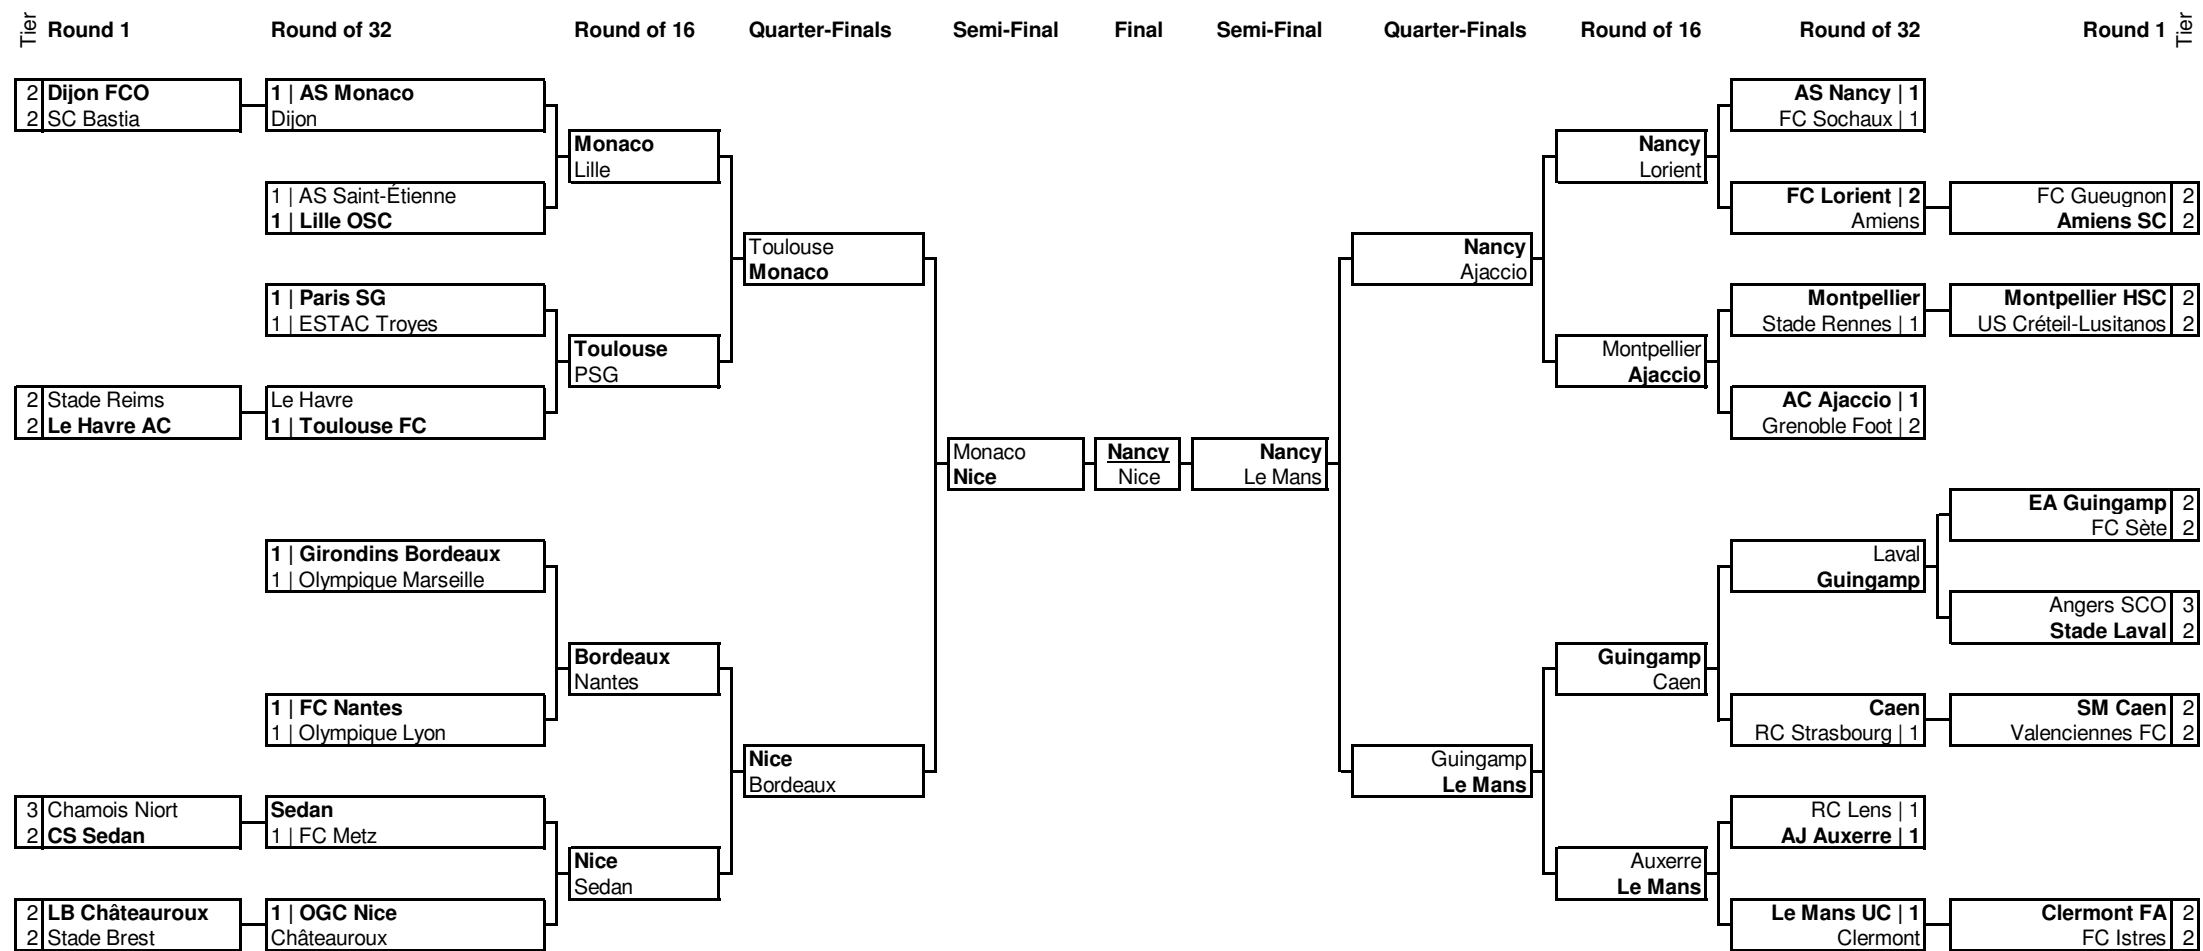 Tier Round 1 Round of 32 Round of 16 Quarter-Finals Semi-Final Final Semi-Final Quarter-Finals Round of 16 Round of 32 Round 1 Tier
2 Dijon FCO
2 SC Bastia
2 Stade Reims
2 Le Havre AC
3 Chamois Niort
2 CS Sedan
2 LB Châteauroux
2 Stade Brest
1 | AS Monaco
Dijon
1 | AS Saint-Étienne
1 | Lille OSC
1 | Paris SG
1 | ESTAC Troyes
Le Havre
1 | Toulouse FC
1 | Girondins Bordeaux
1 | Olympique Marseille
1 | FC Nantes
1 | Olympique Lyon
Sedan
1 | FC Metz
1 | OGC Nice
Châteauroux
Monaco
Lille
Toulouse
PSG
Bordeaux
Nantes
Nice
Sedan
Toulouse
Monaco
Nice
Bordeaux
Monaco
Nice
Nancy
Nice
Nancy
Le Mans
Nancy
Ajaccio
Guingamp
Le Mans
Nancy
Lorient
Montpellier
Ajaccio
Guingamp
Caen
Auxerre
Le Mans
AS Nancy | 1
FC Sochaux | 1
FC Lorient | 2
Amiens
Montpellier
Stade Rennes | 1
AC Ajaccio | 1
Grenoble Foot | 2
Laval
Guingamp
Caen
RC Strasbourg | 1
RC Lens | 1
AJ Auxerre | 1
Le Mans UC | 1
Clermont
FC Gueugnon 2
Amiens SC 2
Montpellier HSC 2
US Créteil-Lusitanos 2
EA Guingamp 2
FC Sète 2
Angers SCO 3
Stade Laval 2
SM Caen 2
Valenciennes FC 2
Clermont FA 2
FC Istres 2